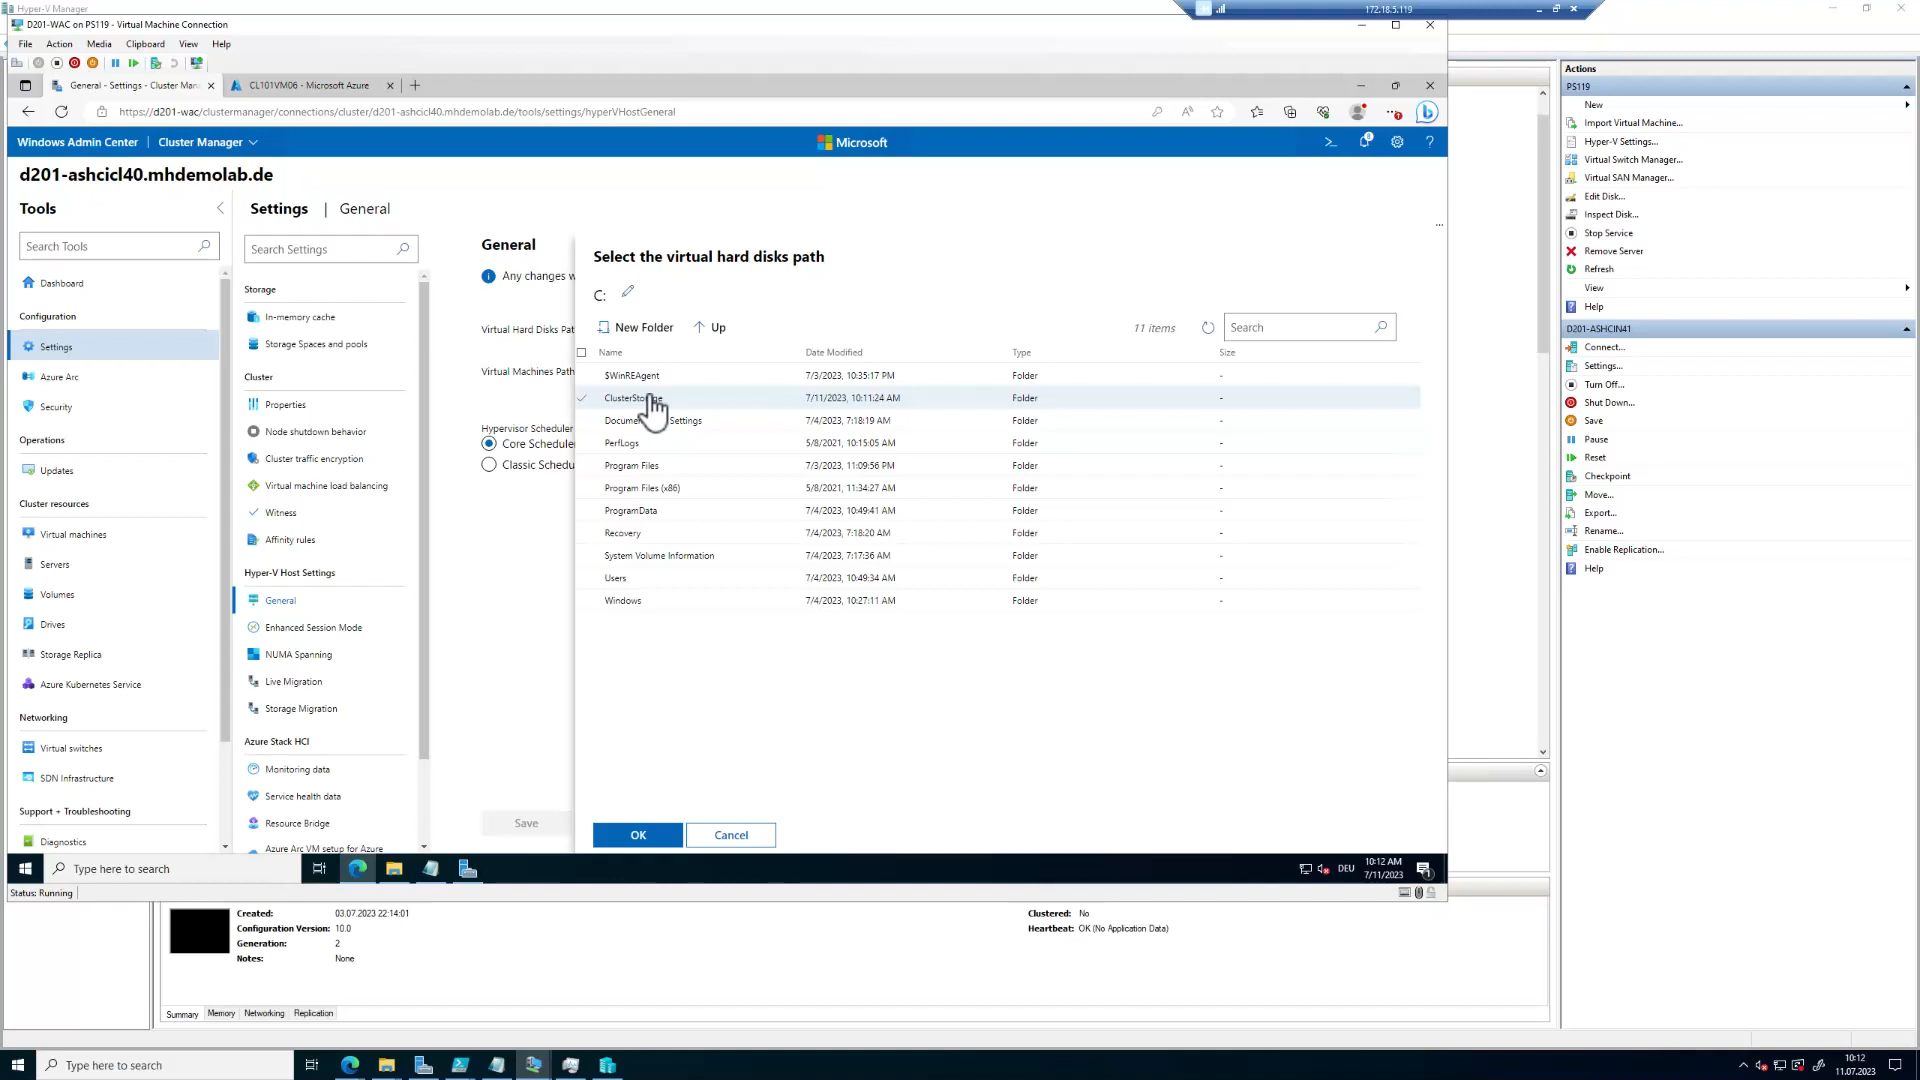 Hyper-V Manager
172.18.5.119
D201-WAC on PS119 - Virtual Machine Connection
File Action Media Clipboard View Help
General - Settings - Cluster Man
CL101VM06 - Microsoft Azure
https://d201-wac/clustermanager/connections/cluster/d201-ashcicl40.mhdemolab.de/tools/settings/hyperVHostGeneral
Windows Admin Center | Cluster Manager
Microsoft
d201-ashcicl40.mhdemolab.de
Tools
Search Tools
Dashboard
Configuration
Settings
Azure Arc
Security
Operations
Updates
Cluster resources
Virtual machines
Servers
Volumes
Drives
Storage Replica
Azure Kubernetes Service
Networking
Virtual switches
SDN Infrastructure
Support + Troubleshooting
Diagnostics
Settings | General
Search Settings
Storage
In-memory cache
Storage Spaces and pools
Cluster
Properties
Node shutdown behavior
Cluster traffic encryption
Virtual machine load balancing
Witness
Affinity rules
Hyper-V Host Settings
General
Enhanced Session Mode
NUMA Spanning
Live Migration
Storage Migration
Azure Stack HCI
Monitoring data
Service health data
Resource Bridge
Azure Arc VM setup for Azure
General
Any changes w
Virtual Hard Disks Pat
Virtual Machines Path
Hypervisor Scheduler
Core Schedule
Classic Schedu
Save
Select the virtual hard disks path
C:
New Folder Up 11 items Search
Name Date Modified Type Size
$WinREAgent 7/3/2023, 10:35:17 PM Folder -
ClusterStorage 7/11/2023, 10:11:24 AM Folder -
Documents Settings 7/4/2023, 7:18:19 AM Folder -
PerfLogs 5/8/2021, 10:15:05 AM Folder -
Program Files 7/3/2023, 11:09:56 PM Folder -
Program Files (x86) 5/8/2021, 11:34:27 AM Folder -
ProgramData 7/4/2023, 10:49:41 AM Folder -
Recovery 7/4/2023, 7:18:20 AM Folder -
System Volume Information 7/4/2023, 7:17:36 AM Folder -
Users 7/4/2023, 10:49:34 AM Folder -
Windows 7/4/2023, 10:27:11 AM Folder -
OK Cancel
Type here to search
DEU
10:12 AM
7/11/2023
Status: Running
Created: 03.07.2023 22:14:01
Configuration Version: 10.0
Generation: 2
Notes: None
Clustered: No
Heartbeat: OK (No Application Data)
Summary Memory Networking Replication
Actions
PS119
New
Import Virtual Machine...
Hyper-V Settings...
Virtual Switch Manager...
Virtual SAN Manager...
Edit Disk...
Inspect Disk...
Stop Service
Remove Server
Refresh
View
Help
D201-ASHCIN41
Connect...
Settings...
Turn Off...
Shut Down...
Save
Pause
Reset
Checkpoint
Move...
Export...
Rename...
Enable Replication...
Help
Type here to search
10:12
11.07.2023